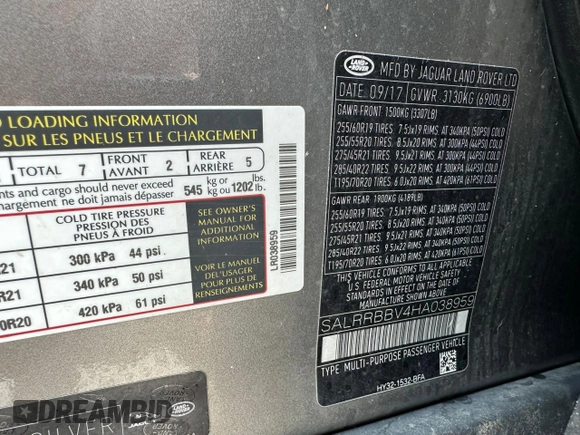 D LOADING INFORMATION
SUR LES PNEUS ET LE CHARGEMENT
TOTAL 7 FRONT AVANT 2 REAR ARRIÈRE 5
nts and cargo should never exceed 545 kg or 1202 lbs.
hargement ne doit jamais dépasser kg ou lb.
COLD TIRE PRESSURE
PRESSION DES
PNEUS À FROID
21 300 kPa 44 psi.
R21 340 kPa 50 psi
0R20 420 kPa 61 psi
SEE OWNER'S
MANUAL FOR
ADDITIONAL
INFORMATION
VOIR LE MANUEL
DE L'USAGER
POUR PLUS DE
RENSEIGNEMENTS
LR038959
LAND ROVER
MFD BY JAGUAR LAND ROVER LTD
DATE 09/17 GVWR 3130KG (6900LB)
GAWR-FRONT 1500KG (3307LB)
255/60R19 TIRES 7.5Jx19 RIMS AT 340KPA (50PSI) COLD
255/55R20 TIRES 8.5Jx20 RIMS AT 300KPA (44PSI) COLD
275/45R21 TIRES 9.5Jx21 RIMS AT 300KPA (44PSI) COLD
285/40R22 TIRES 9.5Jx22 RIMS AT 300KPA (44PSI) COLD
T195/70R20 TIRES 6.0Jx20 RIMS AT 420KPA (61PSI) COLD
GAWR REAR 1900KG (4189LB)
255/60R19 TIRES 7.5Jx19 RIMS AT 340KPA (50PSI) COLD
255/55R20 TIRES 8.5Jx20 RIMS AT 340KPA (50PSI) COLD
275/45R21 TIRES 9.5Jx21 RIMS AT 340KPA (50PSI) COLD
285/40R22 TIRES 9.5Jx22 RIMS AT 340KPA (50PSI) COLD
T195/70R20 TIRES 6.0Jx20 RIMS AT 420KPA (61PSI) COLD
THIS VEHICLE CONFORMS TO ALL APPLICABLE
U.S FEDERAL MOTOR VEHICLE SAFETY
STANDARDS IN EFFECT ON THE DATE OF
MANUFACTURE SHOWN ABOVE.
SALRRBBV4HA038959
TYPE MULTI-PURPOSE PASSENGER VEHICLE
HY32-1532-BFA
DREAMBID
SILVER